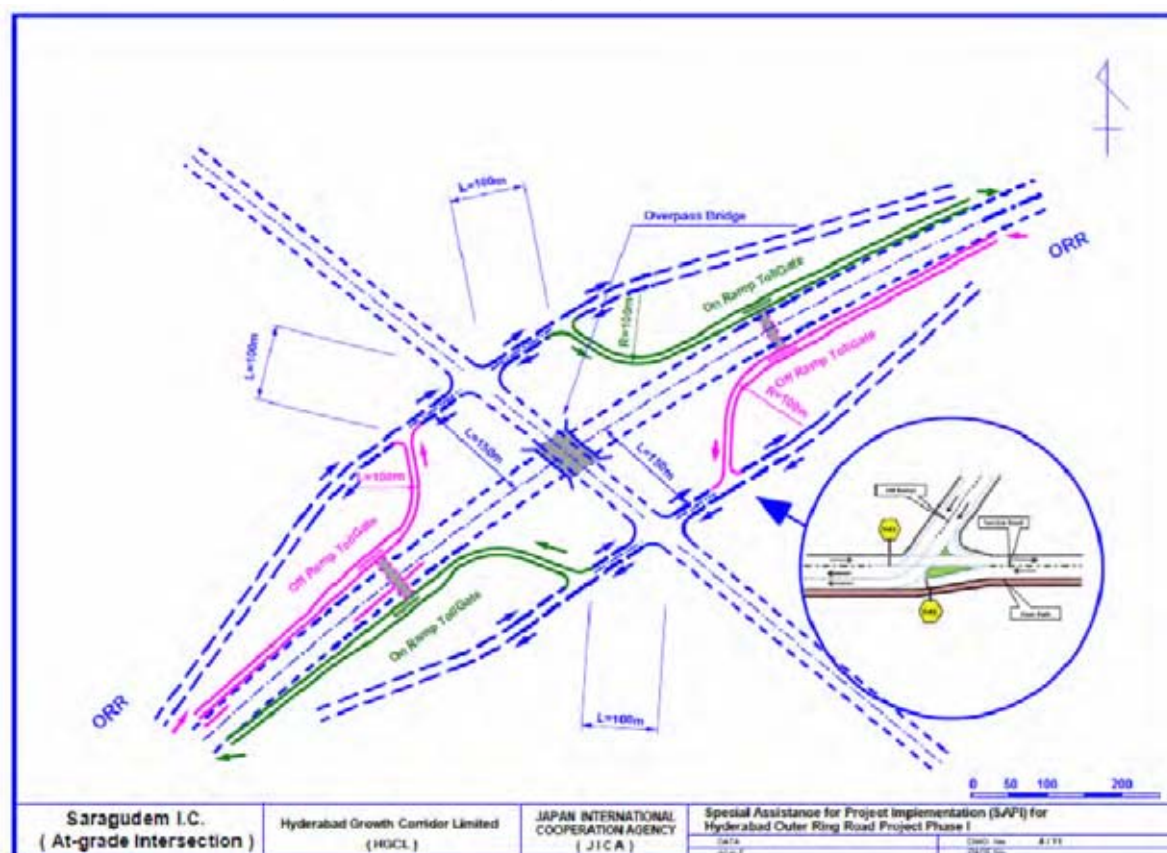 L=100m
Overpass Bridge
ORR
On Ramp TollGate
R=100m
L=100m
Off Ramp Tollgate
R=100m
L=150m
L=150m
L=100m
Off Ramp TollGate
On Ramp TollGate
ORR
L=100m
0 50 100 200
Saragudem I.C.
( At-grade Intersection )
Hyderabad Growth Corridor Limited
( HGCL )
JAPAN INTERNATIONAL
COOPERATION AGENCY
( JICA )
Special Assistance for Project Implementation (SAPI) for
Hyderabad Outer Ring Road Project Phase I
DATA